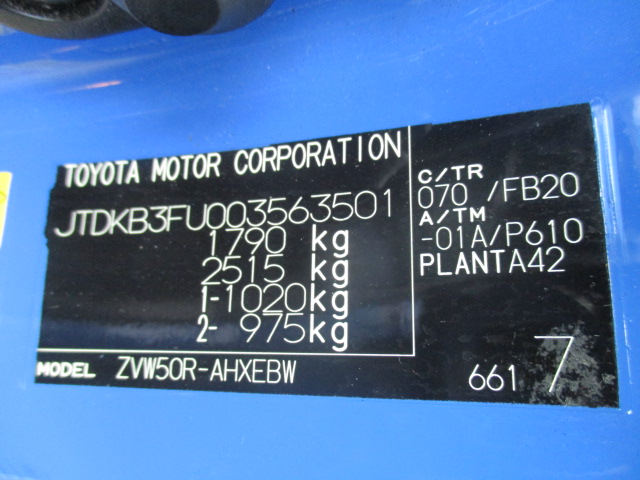 TOYOTA MOTOR CORPORATION
JTDKB3FU003563501
1790 kg
2515 kg
1-1020kg
2- 975kg
C/TR
070 /FB20
A/TM
-01A/P610
PLANTA42
MODEL ZVW50R-AHXEBW
661 7